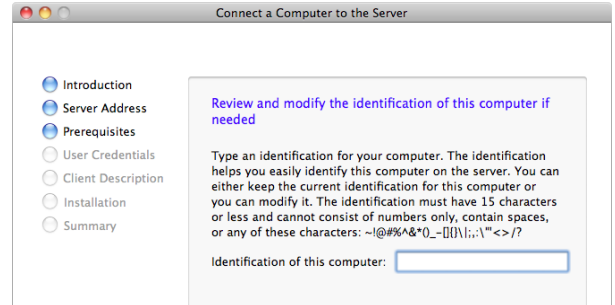 Connect a Computer to the Server
Introduction
Server Address
Prerequisites
User Credentials
Client Description
Installation
Summary
Review and modify the identification of this computer if
needed
Type an identification for your computer. The identification
helps you easily identify this computer on the server. You can
either keep the current identification for this computer or
you can modify it. The identification must have 15 characters
or less and cannot consist of numbers only, contain spaces,
or any of these characters: ~!@#%^&*()_-[]{}\|;,:\"'<>/?
Identification of this computer: